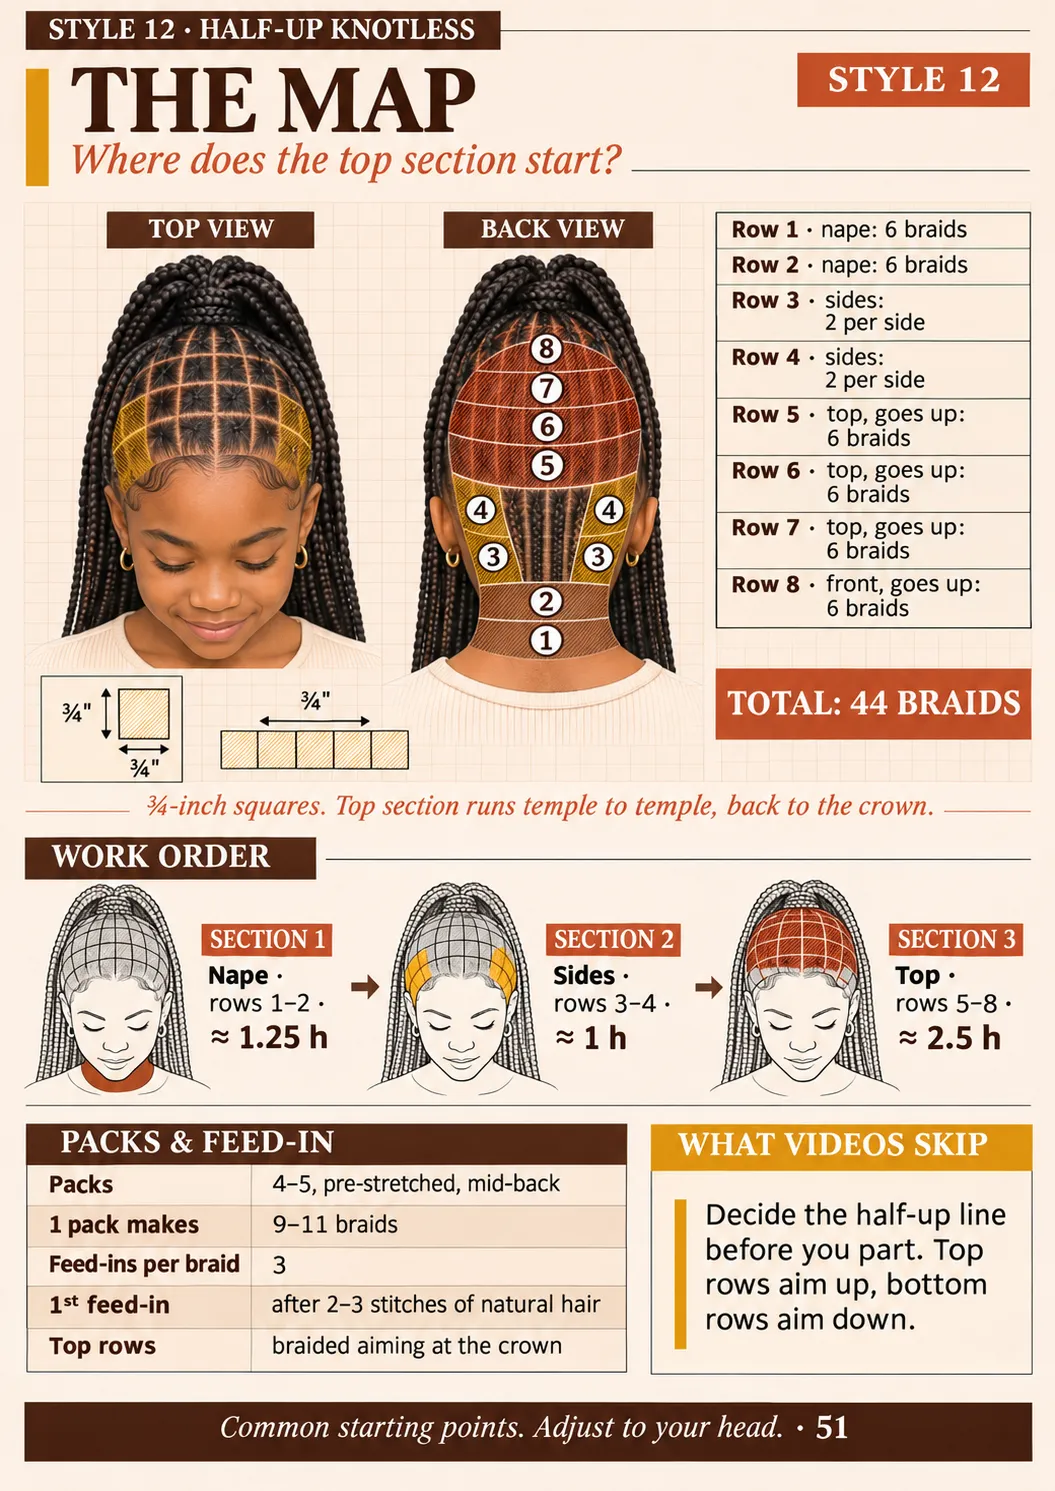 STYLE 12 · HALF-UP KNOTLESS
THE MAP
STYLE 12
Where does the top section start?
TOP VIEW
BACK VIEW
8
7
6
5
4
4
3
3
2
1
Row 1 · nape: 6 braids
Row 2 · nape: 6 braids
Row 3 · sides:
2 per side
Row 4 · sides:
2 per side
Row 5 · top, goes up:
6 braids
Row 6 · top, goes up:
6 braids
Row 7 · top, goes up:
6 braids
Row 8 · front, goes up:
6 braids
TOTAL: 44 BRAIDS
¾"
¾"
¾"
¾-inch squares. Top section runs temple to temple, back to the crown.
WORK ORDER
SECTION 1
Nape ·
rows 1–2 ·
≈ 1.25 h
SECTION 2
Sides ·
rows 3–4 ·
≈ 1 h
SECTION 3
Top ·
rows 5–8 ·
≈ 2.5 h
PACKS & FEED-IN
Packs 4–5, pre-stretched, mid-back
1 pack makes 9–11 braids
Feed-ins per braid 3
1st feed-in after 2–3 stitches of natural hair
Top rows braided aiming at the crown
WHAT VIDEOS SKIP
Decide the half-up line
before you part. Top
rows aim up, bottom
rows aim down.
Common starting points. Adjust to your head. · 51